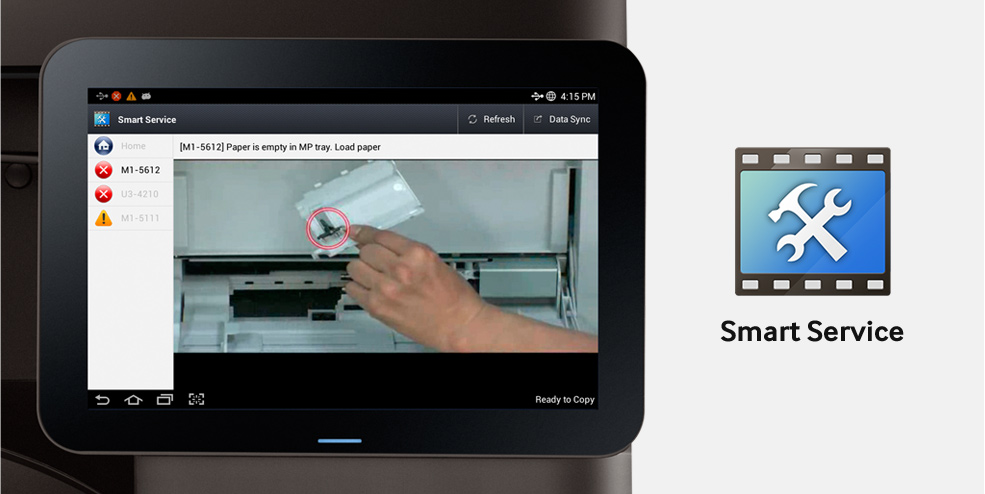 4:15 PM
Smart Service
Refresh
Data Sync
Home
[M1-5612] Paper is empty in MP tray. Load paper
M1-5612
U3-4210
M1-5111
Ready to Copy
Smart Service